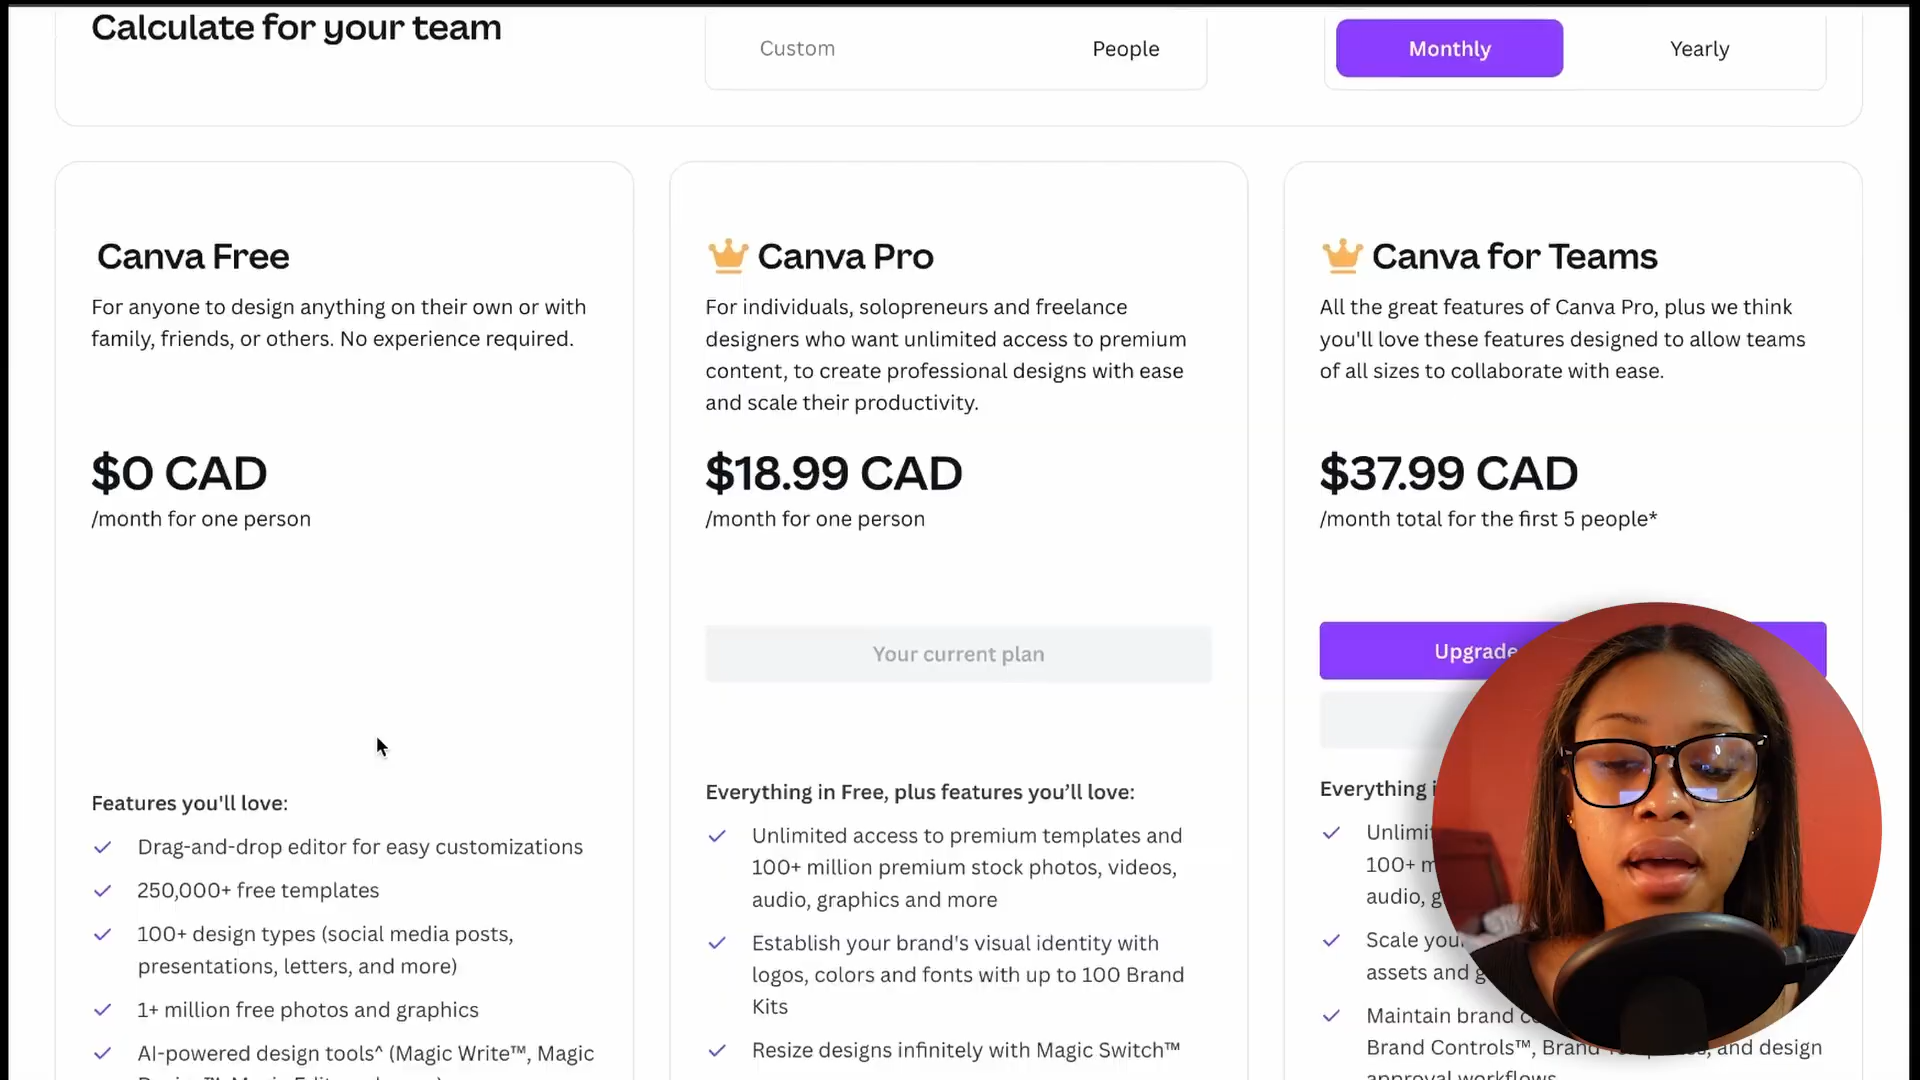 Calculate for your team
Custom
People
Monthly
Yearly
Canva Free
For anyone to design anything on their own or with
family, friends, or others. No experience required.
$0 CAD
/month for one person
Features you'll love:
Drag-and-drop editor for easy customizations
250,000+ free templates
100+ design types (social media posts,
presentations, letters, and more)
1+ million free photos and graphics
AI-powered design tools^ (Magic Write™, Magic
Canva Pro
For individuals, solopreneurs and freelance
designers who want unlimited access to premium
content, to create professional designs with ease
and scale their productivity.
$18.99 CAD
/month for one person
Your current plan
Everything in Free, plus features you’ll love:
Unlimited access to premium templates and
100+ million premium stock photos, videos,
audio, graphics and more
Establish your brand's visual identity with
logos, colors and fonts with up to 100 Brand
Kits
Resize designs infinitely with Magic Switch™
Canva for Teams
All the great features of Canva Pro, plus we think
you'll love these features designed to allow teams
of all sizes to collaborate with ease.
$37.99 CAD
/month total for the first 5 people*
Upgrade
Everything
100+
audio,
Scale
assets and
Maintain brand
Brand Controls™, Brand and design
approval workflows